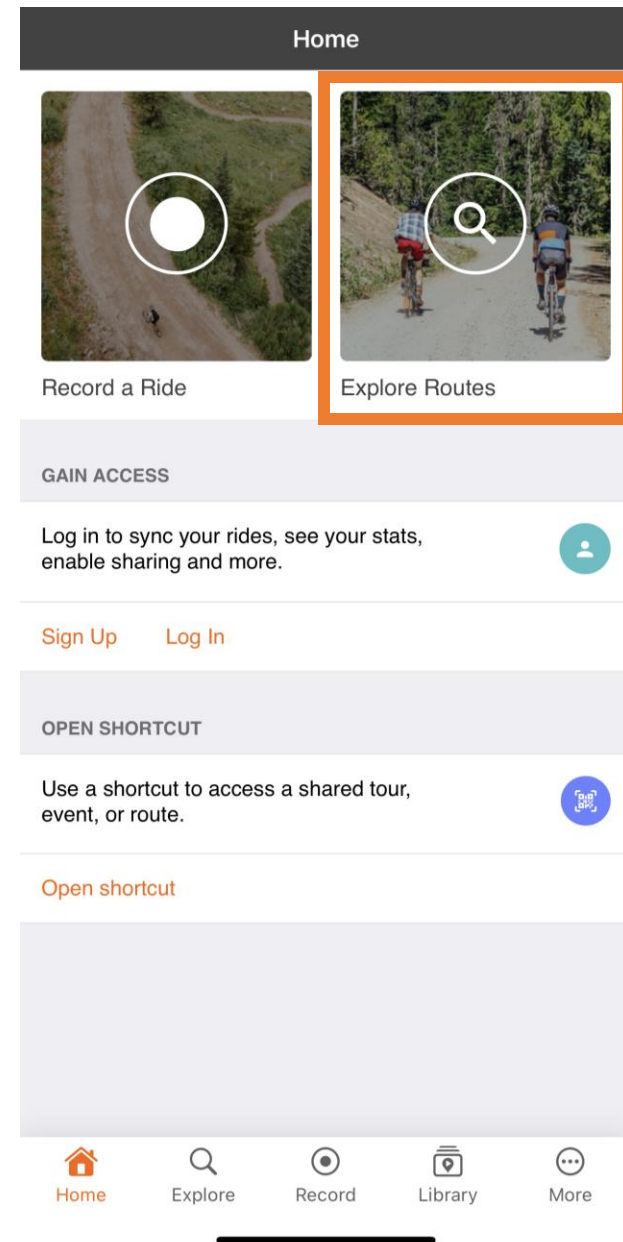 Home
Record a Ride
Explore Routes
GAIN ACCESS
Log in to sync your rides, see your stats,
enable sharing and more.
Sign Up
Log In
OPEN SHORTCUT
Use a shortcut to access a shared tour,
event, or route.
Open shortcut
Home
Explore
Record
Library
More